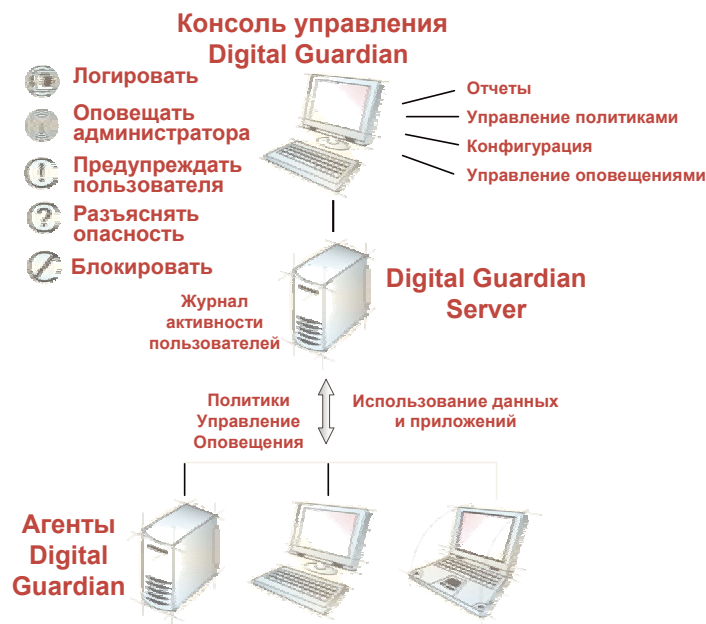 Консоль управления
Digital Guardian
Логировать
Оповещать
администратора
Предупреждать
пользователя
Разъяснять
опасность
Блокировать
Отчеты
Управление политиками
Конфигурация
Управление оповещениями
Digital Guardian
Server
Журнал
активности
пользователей
Политики
Управление
Оповещения
Использование данных
и приложений
Агенты
Digital
Guardian